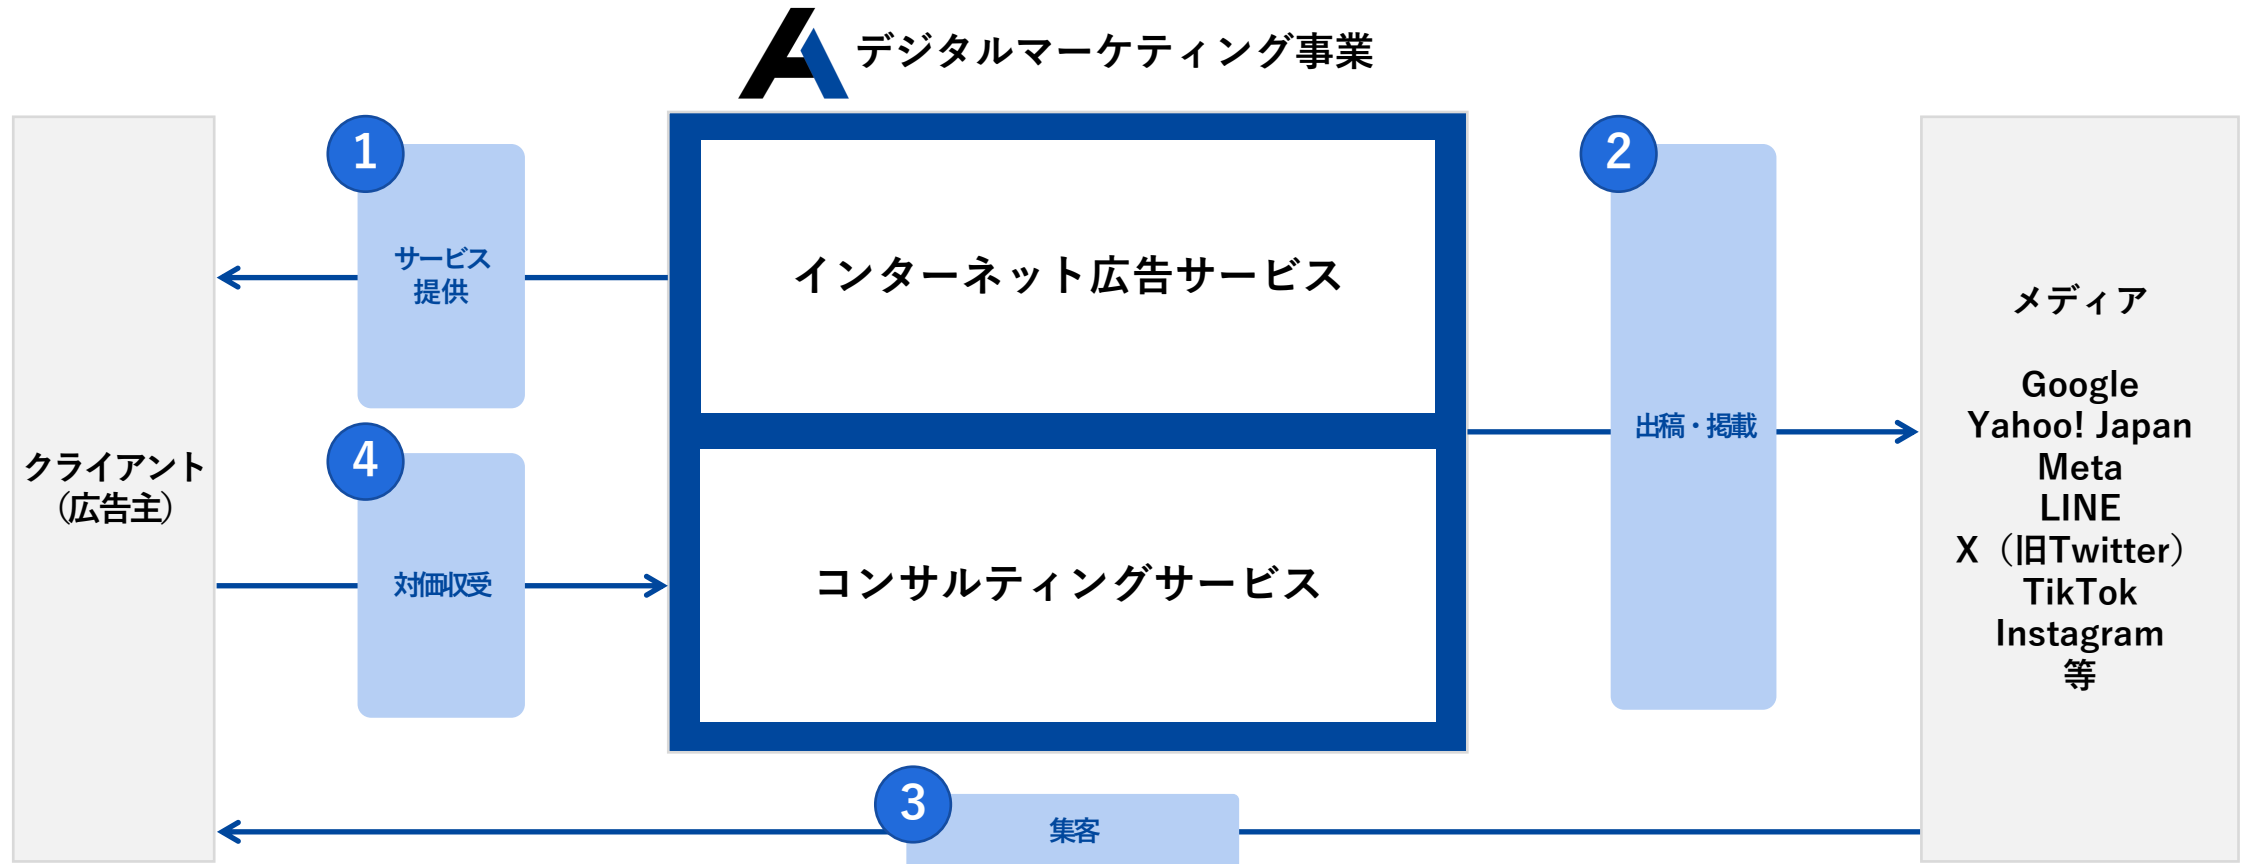 デジタルマーケティング事業
1
サービス
提供
4
対価収受
クライアント
（広告主）
インターネット広告サービス
コンサルティングサービス
2
出稿・掲載
メディア
Google
Yahoo! Japan
Meta
LINE
X（旧Twitter）
TikTok
Instagram
等
3
集客